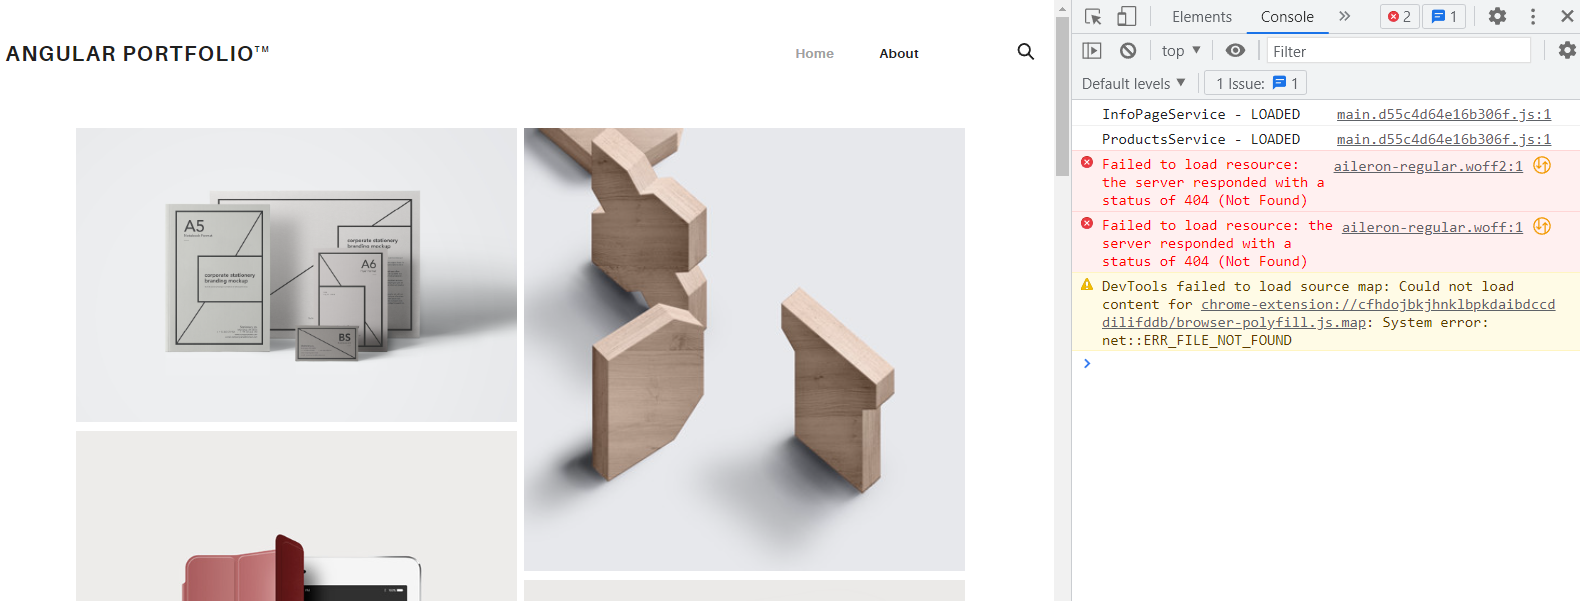 ANGULAR PORTFOLIO™
Home
About
A5
corporate stationery
branding mockup
corporate stationery
branding mockup
A6
B5
Elements
Console
2
1
top
Filter
Default levels
1 Issue:
1
InfoPageService - LOADED
main.d55c4d64e16b306f.js:1
ProductsService - LOADED
main.d55c4d64e16b306f.js:1
Failed to load resource:
aileron-regular.woff2:1
the server responded with a
status of 404 (Not Found)
Failed to load resource: the
aileron-regular.woff:1
server responded with a
status of 404 (Not Found)
DevTools failed to load source map: Could not load
content for chrome-extension://cfhdojbkjhnklbpkdaibdccd
dilifddb/browser-polyfill.js.map: System error:
net::ERR_FILE_NOT_FOUND